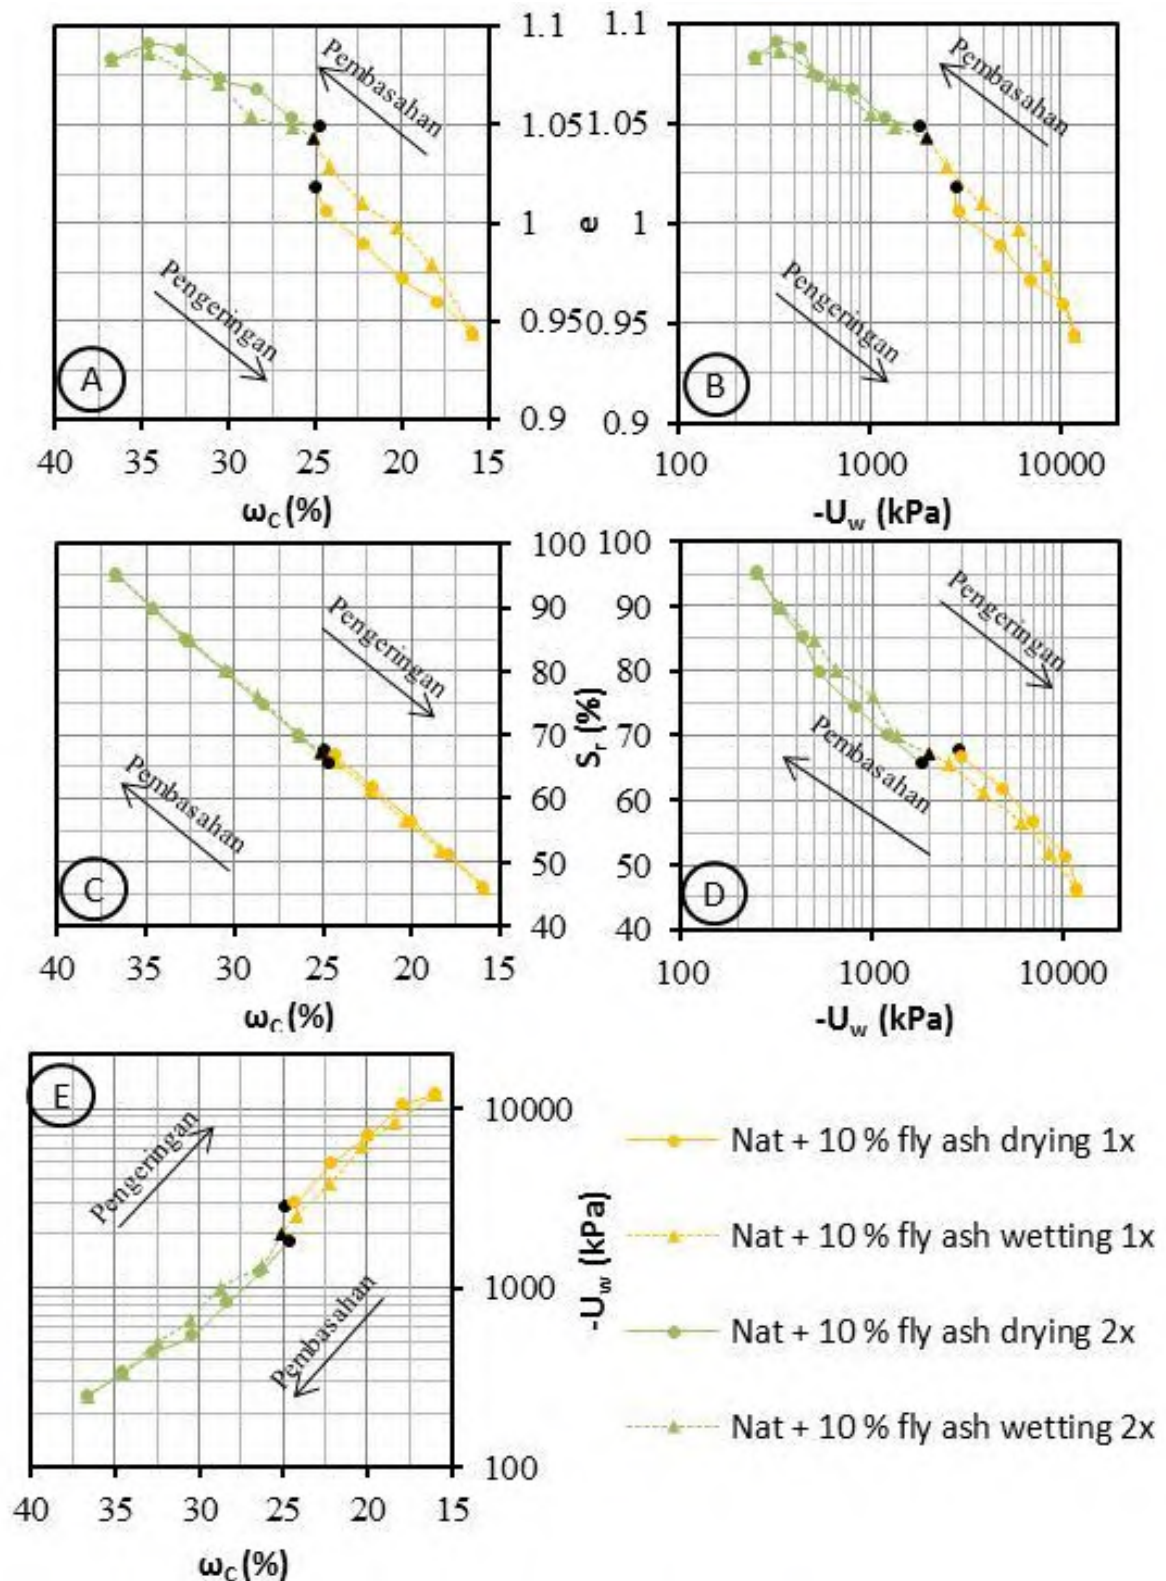 1.1
1.05
1
0.95
0.9
e
Pembasahan
Pengeringan
A
40 35 30 25 20 15
ωC (%)
1.1
1.05
1
0.95
0.9
Pembasahan
Pengeringan
B
100 1000 10000
-Uw (kPa)
100
90
80
70
60
50
40
Sr (%)
Pengeringan
Pembasahan
C
40 35 30 25 20 15
ωC (%)
100
90
80
70
60
50
40
Pengeringan
Pembasahan
D
100 1000 10000
-Uw (kPa)
E
Pengeringan
Pembasahan
10000
1000
100
-Uw (kPa)
40 35 30 25 20 15
ωC (%)
Nat + 10 % fly ash drying 1x
Nat + 10 % fly ash wetting 1x
Nat + 10 % fly ash drying 2x
Nat + 10 % fly ash wetting 2x